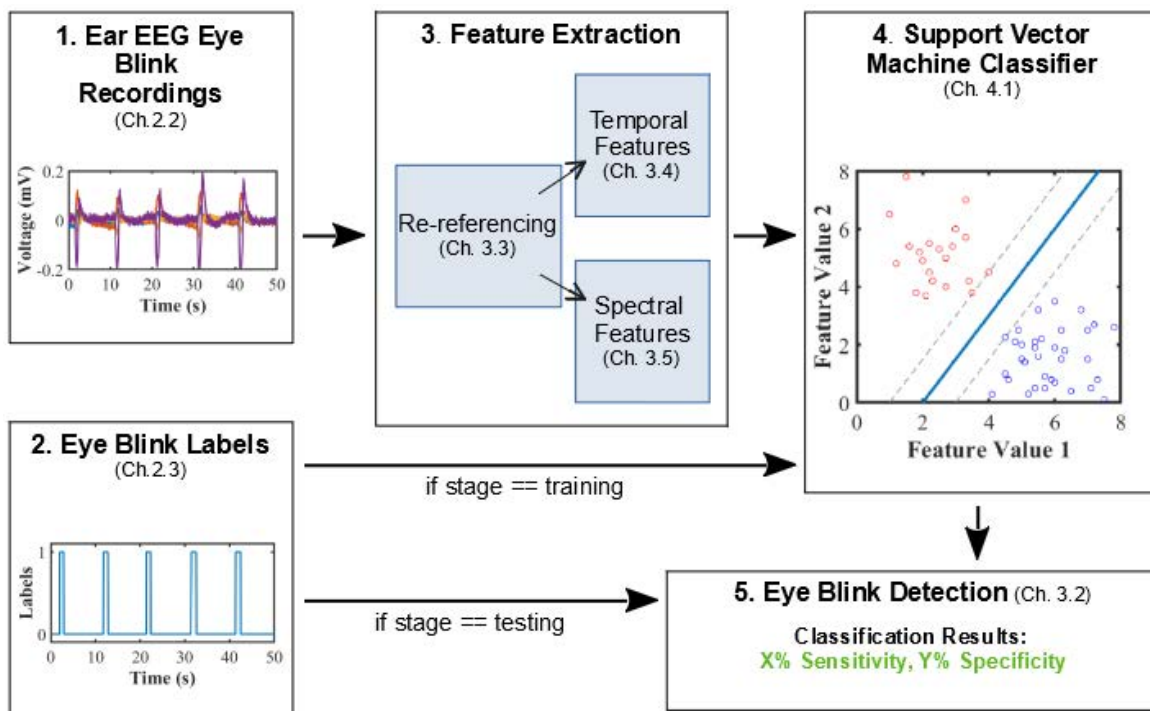 1. Ear EEG Eye
Blink
Recordings
(Ch.2.2)
0.2
0
-0.2
Voltage (mV)
0 10 20 30 40 50
Time (s)
2. Eye Blink Labels
(Ch.2.3)
1
0
Labels
0 10 20 30 40 50
Time (s)
3. Feature Extraction
Re-referencing
(Ch. 3.3)
Temporal
Features
(Ch. 3.4)
Spectral
Features
(Ch. 3.5)
4. Support Vector
Machine Classifier
(Ch. 4.1)
8
6
4
2
0
Feature Value 2
0 2 4 6 8
Feature Value 1
if stage == training
if stage == testing
5. Eye Blink Detection (Ch. 3.2)
Classification Results:
X% Sensitivity, Y% Specificity